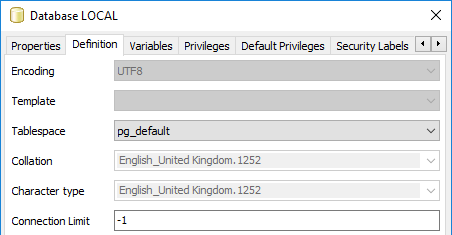 Database LOCAL
Properties Definition Variables Privileges Default Privileges Security Labels
Encoding UTF8
Template
Tablespace pg_default
Collation English_United Kingdom.1252
Character type English_United Kingdom.1252
Connection Limit -1